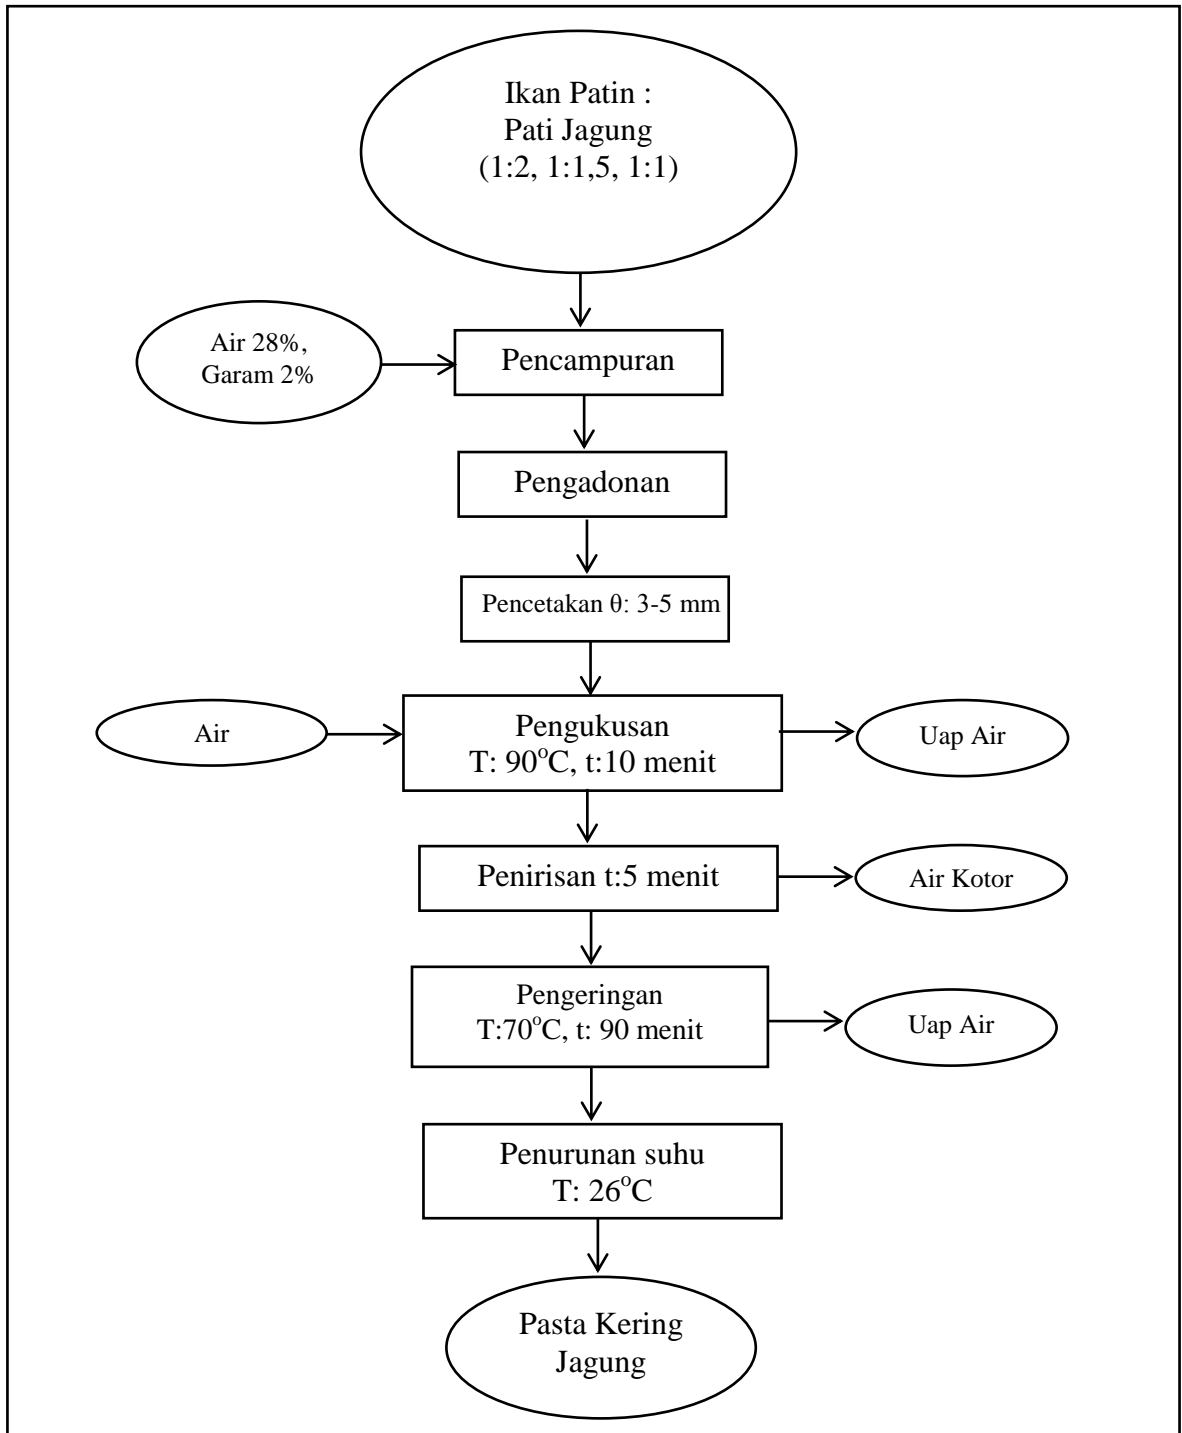 Ikan Patin :
Pati Jagung
(1:2, 1:1,5, 1:1)
Air 28%,
Garam 2%
Pencampuran
Pengadonan
Pencetakan θ: 3-5 mm
Air
Pengukusan
T: 90°C, t:10 menit
Uap Air
Penirisan t:5 menit
Air Kotor
Pengeringan
T:70°C, t: 90 menit
Uap Air
Penurunan suhu
T: 26°C
Pasta Kering
Jagung